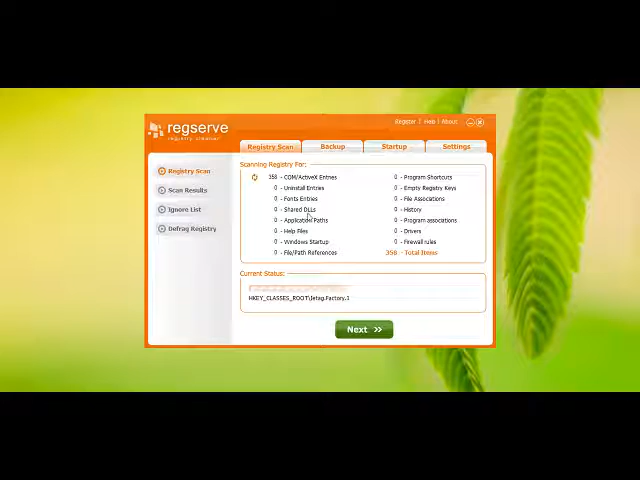 regserve
registry cleaner
Register | Help | About
Registry Scan
Backup
Startup
Settings
Registry Scan
Scan Results
Ignore List
Defrag Registry
Scanning Registry For:
358 - COM/ActiveX Entries
0 - Uninstall Entries
0 - Fonts Entries
0 - Shared DLLs
0 - Application Paths
0 - Help Files
0 - Windows Startup
0 - File/Path References
0 - Program Shortcuts
0 - Empty Registry Keys
0 - File Associations
0 - History
0 - Program associations
0 - Drivers
0 - Firewall rules
358 - Total Items
Current Status:
HKEY_CLASSES_ROOT\Jetag.Factory.1
Next >>